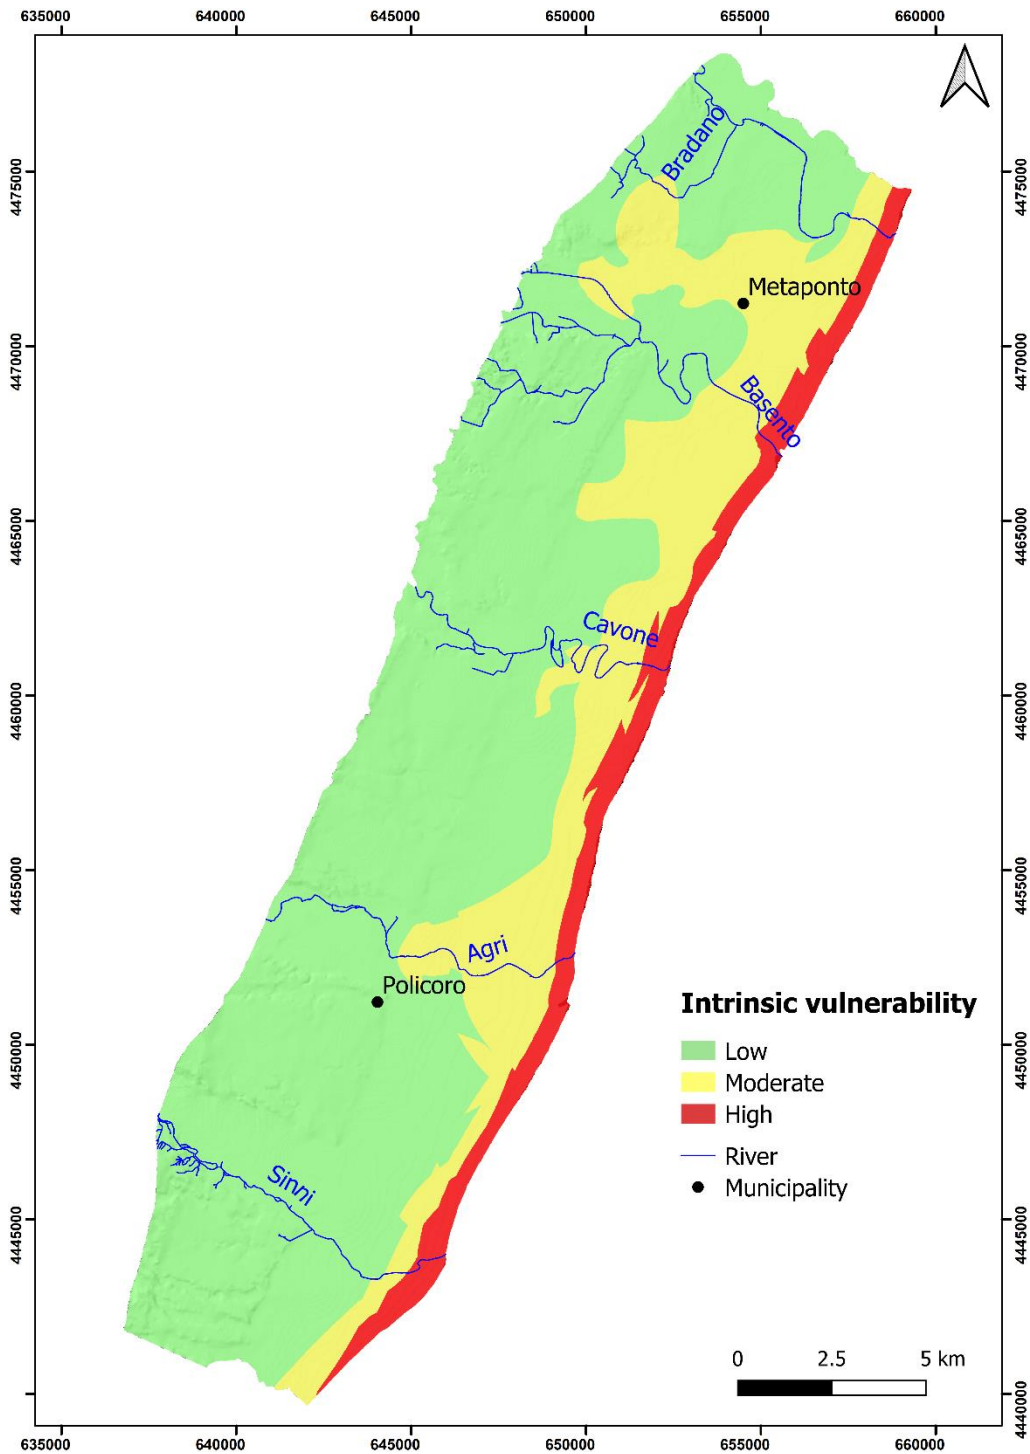 635000 640000 645000 650000 655000 660000
4475000 4475000
Bradano
Metaponto
4470000 4470000
Basento
4465000 4465000
Cavone
4460000 4460000
4455000 4455000
Agri
Policoro
Intrinsic vulnerability
4450000 4450000
Low
Moderate
High
River
Sinni
Municipality
4445000 4445000
0 2.5 5 km
4440000
635000 640000 645000 650000 655000 660000